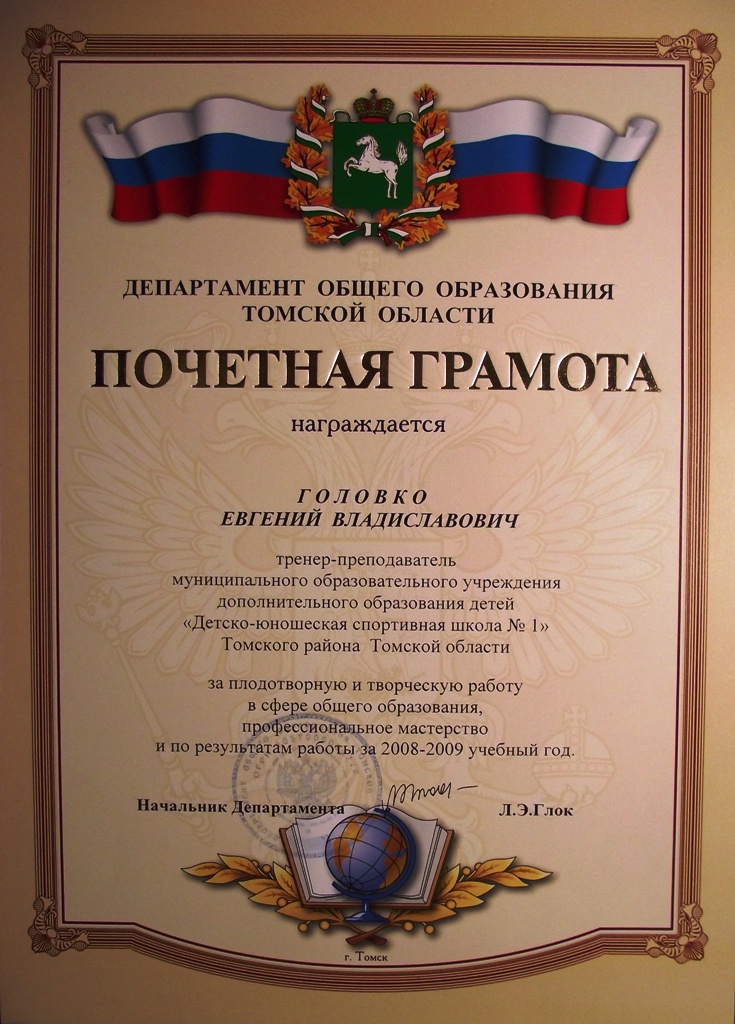 ДЕПАРТАМЕНТ ОБЩЕГО ОБРАЗОВАНИЯ
ТОМСКОЙ ОБЛАСТИ
ПОЧЕТНАЯ ГРАМОТА
награждается
ГОЛОВКО
ЕВГЕНИЙ ВЛАДИСЛАВОВИЧ
тренер-преподаватель
муниципального образовательного учреждения
дополнительного образования детей
«Детско-юношеская спортивная школа № 1»
Томского района Томской области
за плодотворную и творческую работу
в сфере общего образования,
профессиональное мастерство
и по результатам работы за 2008-2009 учебный год.
Начальник Департамента Л.Э.Глок
г. Томск